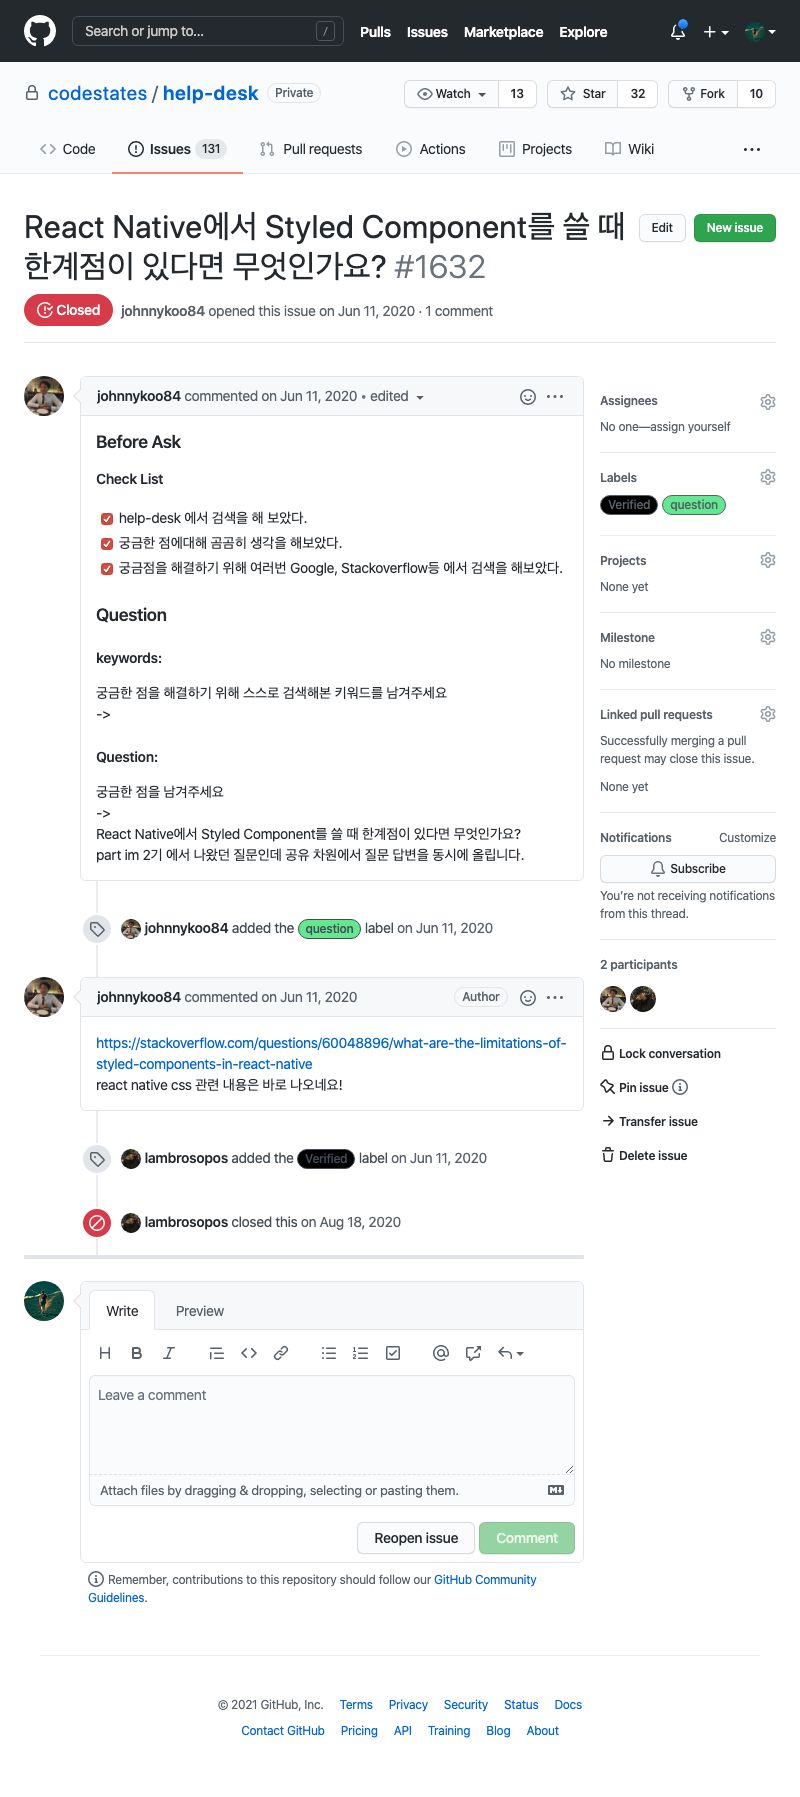 Search or jump to...
/
Pulls
Issues
Marketplace
Explore
codestates / help-desk
Private
Watch
13
Star
32
Fork
10
Code
Issues
131
Pull requests
Actions
Projects
Wiki
React Native에서 Styled Component를 쓸 때
한계점이 있다면 무엇인가요? #1632
Edit
New issue
Closed
johnnykoo84 opened this issue on Jun 11, 2020 · 1 comment
johnnykoo84 commented on Jun 11, 2020 • edited
Before Ask
Check List
help-desk 에서 검색을 해 보았다.
궁금한 점에대해 곰곰히 생각을 해보았다.
궁금점을 해결하기 위해 여러번 Google, Stackoverflow등 에서 검색을 해보았다.
Question
keywords:
궁금한 점을 해결하기 위해 스스로 검색해본 키워드를 남겨주세요
->
Question:
궁금한 점을 남겨주세요
->
React Native에서 Styled Component를 쓸 때 한계점이 있다면 무엇인가요?
part im 2기 에서 나왔던 질문인데 공유 차원에서 질문 답변을 동시에 올립니다.
johnnykoo84 added the question label on Jun 11, 2020
johnnykoo84 commented on Jun 11, 2020
Author
https://stackoverflow.com/questions/60048896/what-are-the-limitations-of-
styled-components-in-react-native
react native css 관련 내용은 바로 나오네요!
lambrosopos added the Verified label on Jun 11, 2020
lambrosopos closed this on Aug 18, 2020
Write
Preview
Leave a comment
Attach files by dragging & dropping, selecting or pasting them.
Reopen issue
Comment
Remember, contributions to this repository should follow our GitHub Community
Guidelines.
Assignees
No one—assign yourself
Labels
Verified
question
Projects
None yet
Milestone
No milestone
Linked pull requests
Successfully merging a pull
request may close this issue.
None yet
Notifications
Customize
Subscribe
You're not receiving notifications
from this thread.
2 participants
Lock conversation
Pin issue
Transfer issue
Delete issue
© 2021 GitHub, Inc.
Terms
Privacy
Security
Status
Docs
Contact GitHub
Pricing
API
Training
Blog
About